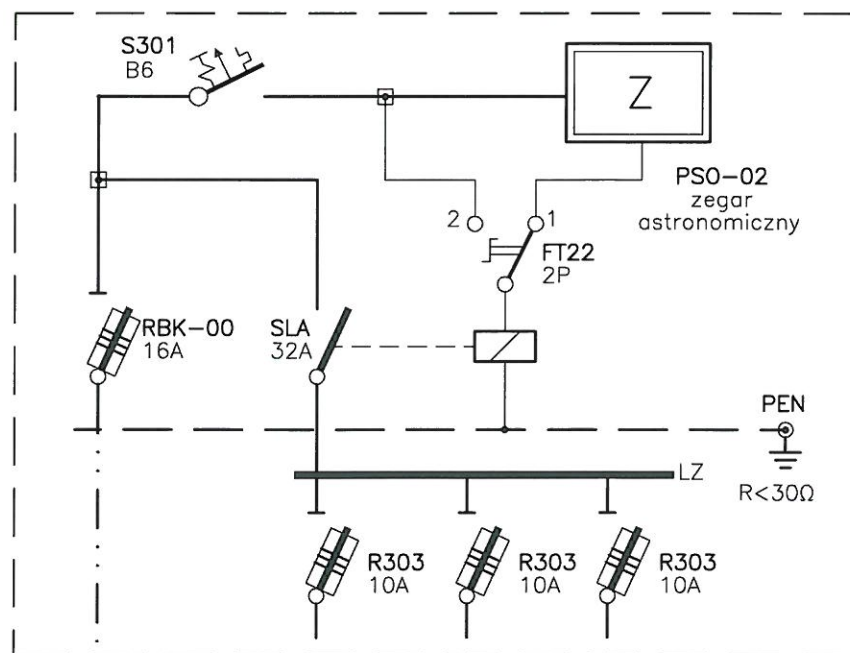 S301
B6
Z
PSO-02
zegar
astronomiczny
2
1
FT22
2P
RBK-00
16A
SLA
32A
PEN
R<30Ω
LZ
R303
10A
R303
10A
R303
10A